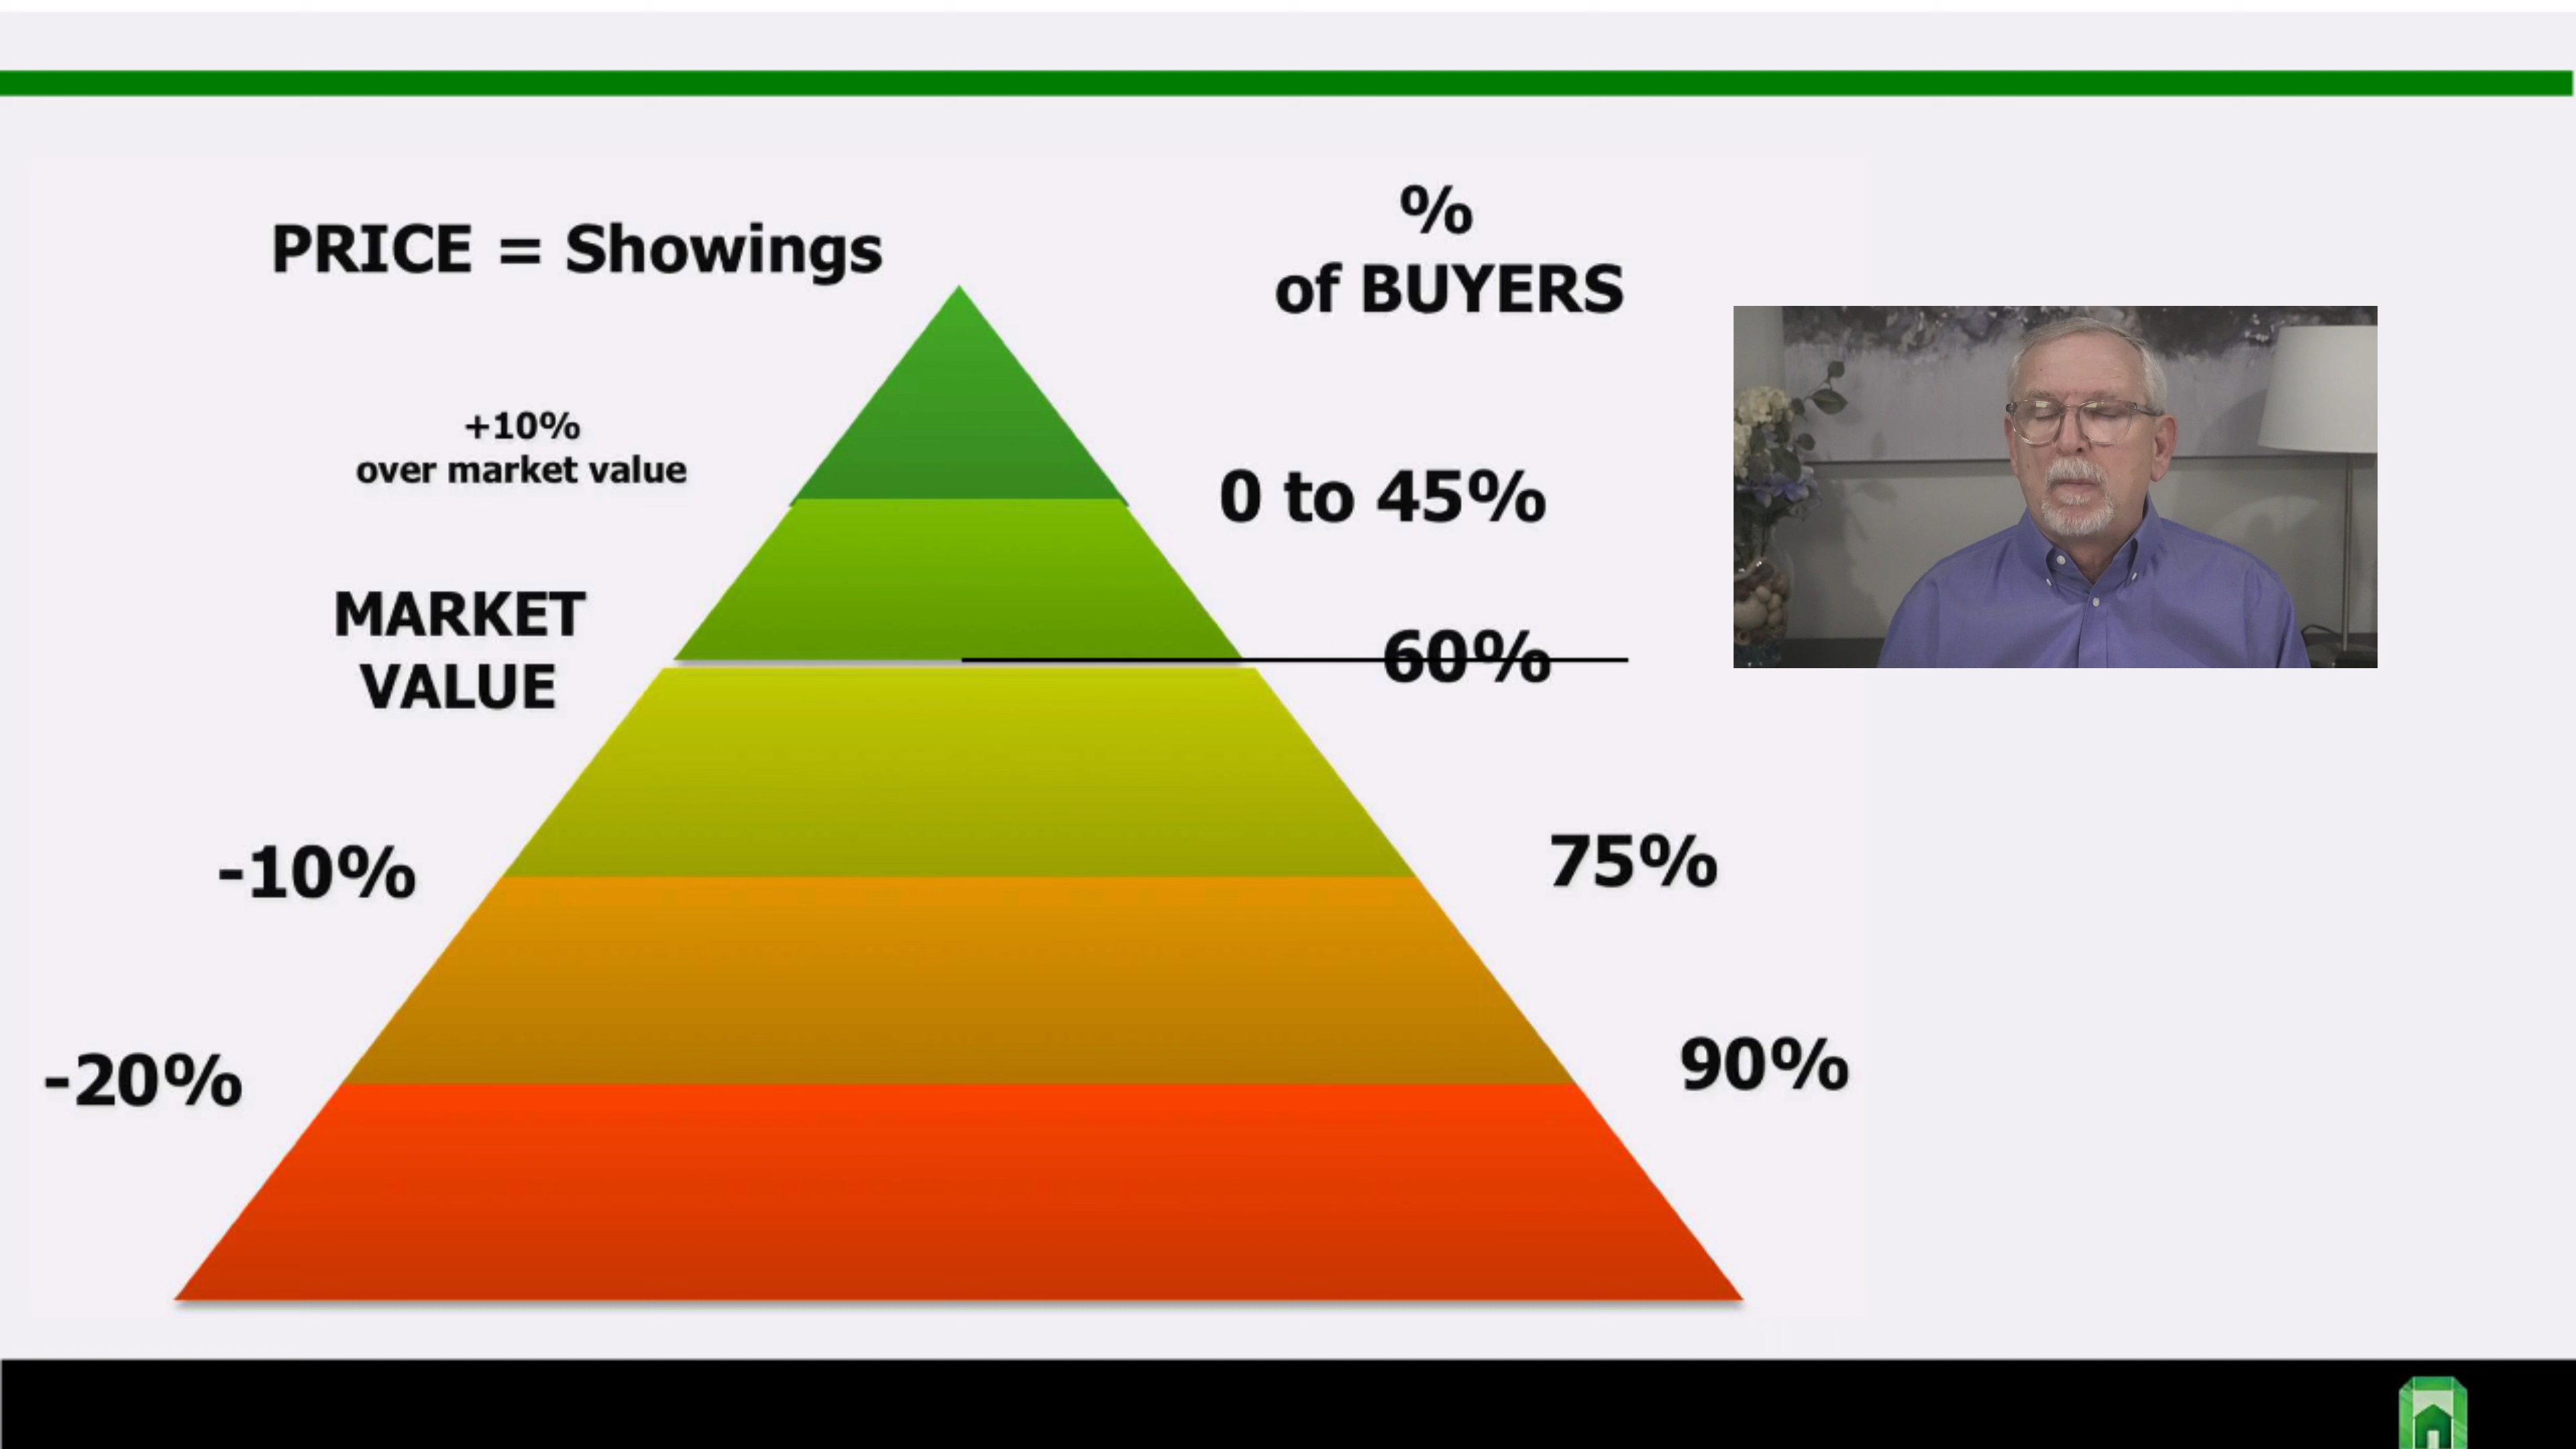 PRICE = Showings
%
of BUYERS
+10%
over market value
0 to 45%
MARKET
VALUE
60%
-10%
75%
-20%
90%